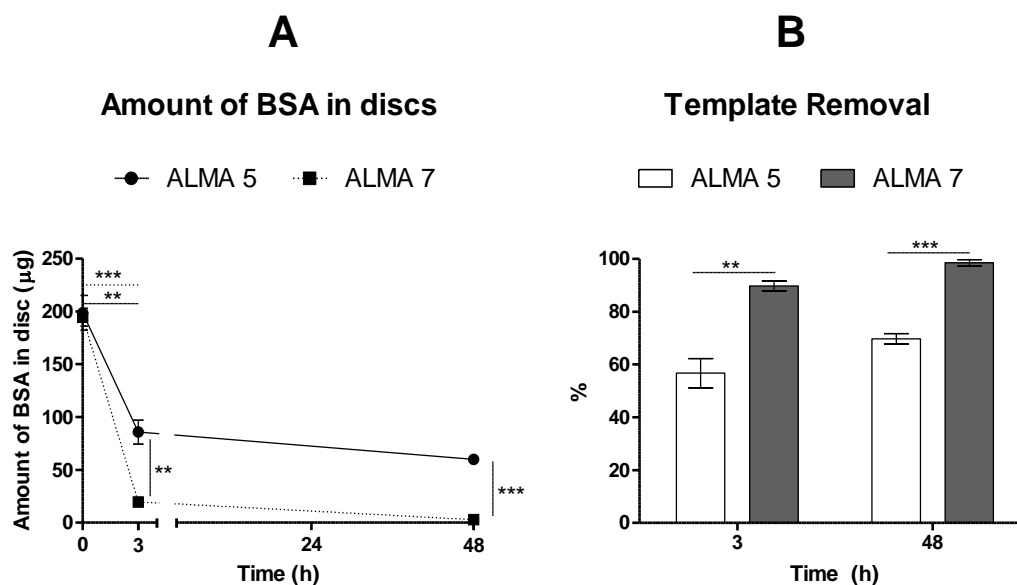 A
Amount of BSA in discs
ALMA 5 ALMA 7
250
200
150
100
50
0
Amount of BSA in disc (μg)
***
**
**
***
0 3 24 48
Time (h)
B
Template Removal
ALMA 5 ALMA 7
100
80
60
40
20
0
%
**
***
3 48
Time (h)